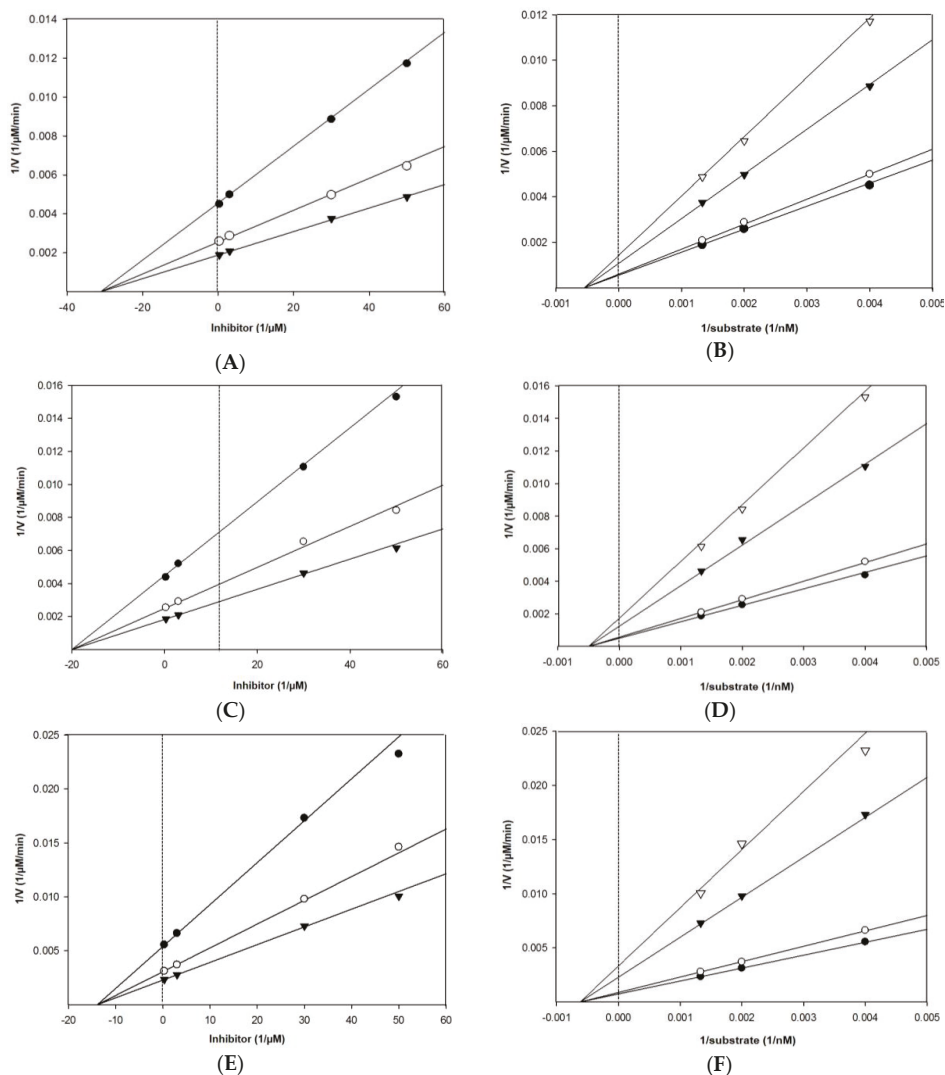 0.014
0.012
0.010
0.008
0.006
0.004
0.002
1/V (1/µM/min)
-40 -20 0 20 40 60
Inhibitor (1/µM)
(A)
0.012
0.010
0.008
0.006
0.004
0.002
1/V (1/µM/min)
-0.001 0.000 0.001 0.002 0.003 0.004 0.005
1/substrate (1/nM)
(B)
0.016
0.014
0.012
0.010
0.008
0.006
0.004
0.002
1/V (1/µM/min)
-20 0 20 40 60
Inhibitor (1/µM)
(C)
0.016
0.014
0.012
0.010
0.008
0.006
0.004
0.002
1/V (1/µM/min)
-0.001 0.000 0.001 0.002 0.003 0.004 0.005
1/substrate (1/nM)
(D)
0.025
0.020
0.015
0.010
0.005
1/V (1/µM/min)
-20 -10 0 10 20 30 40 50 60
Inhibitor (1/µM)
(E)
0.025
0.020
0.015
0.010
0.005
1/V (1/µM/min)
-0.001 0.000 0.001 0.002 0.003 0.004 0.005
1/substrate (1/nM)
(F)